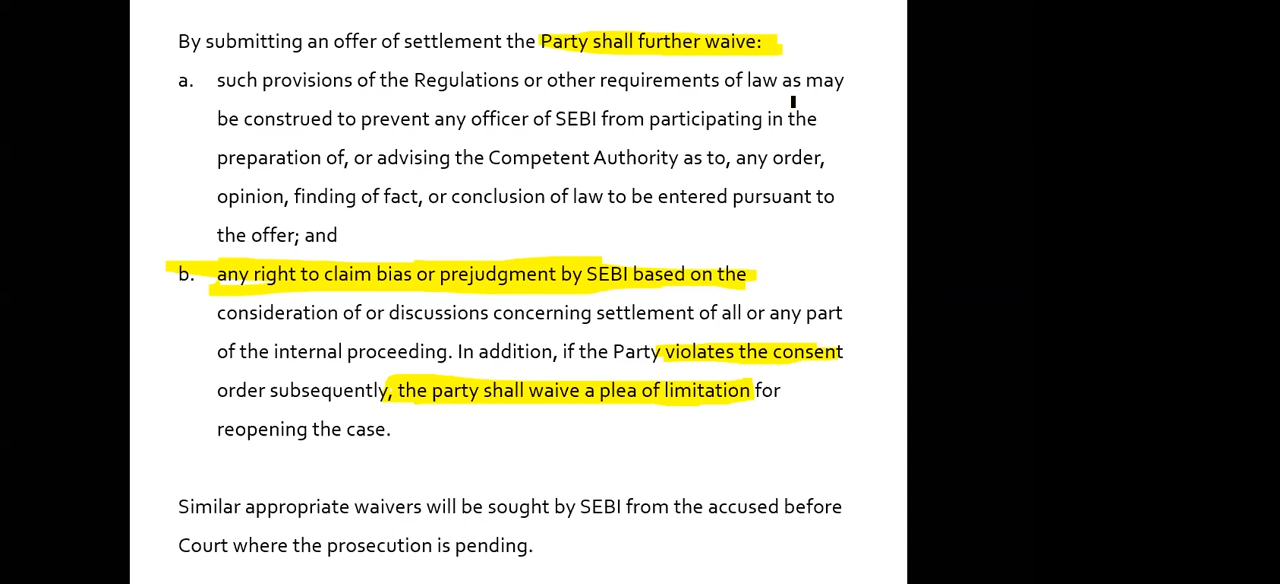 By submitting an offer of settlement the Party shall further waive:
a. such provisions of the Regulations or other requirements of law as may
be construed to prevent any officer of SEBI from participating in the
preparation of, or advising the Competent Authority as to, any order,
opinion, finding of fact, or conclusion of law to be entered pursuant to
the offer; and
b. any right to claim bias or prejudgment by SEBI based on the
consideration of or discussions concerning settlement of all or any part
of the internal proceeding. In addition, if the Party violates the consent
order subsequently, the party shall waive a plea of limitation for
reopening the case.
Similar appropriate waivers will be sought by SEBI from the accused before
Court where the prosecution is pending.